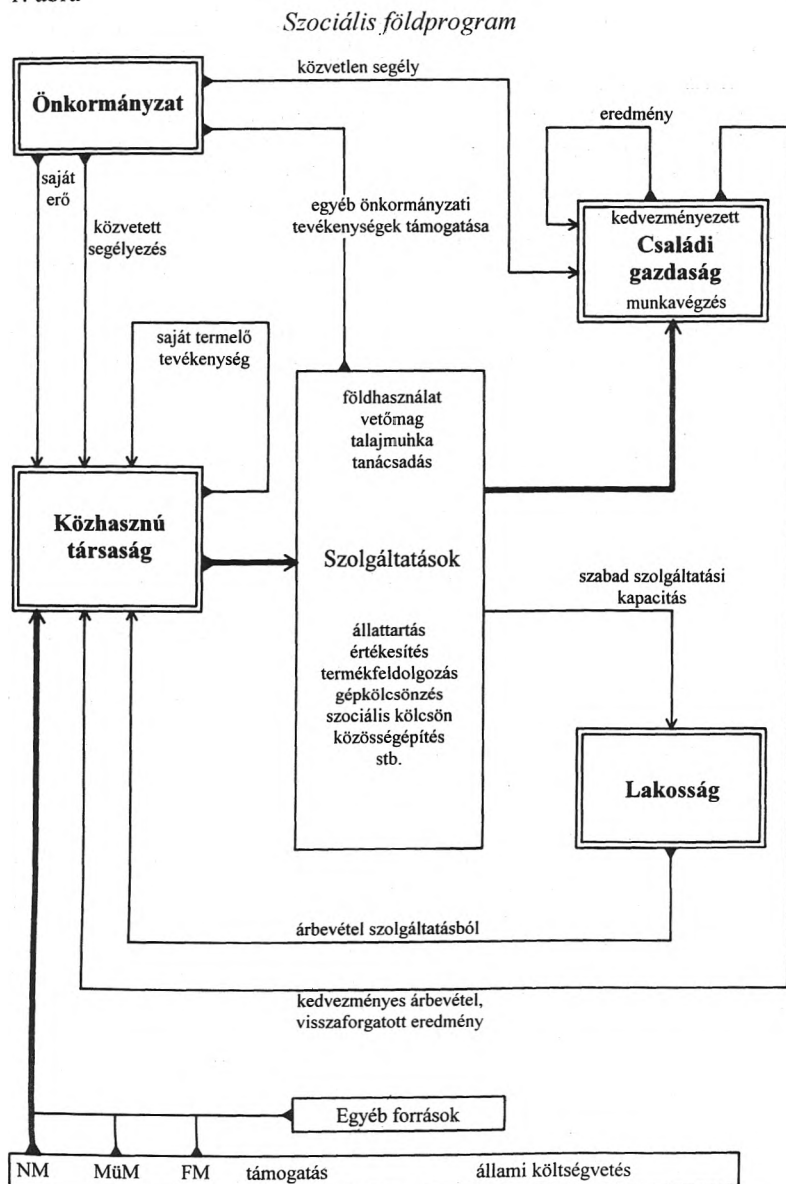 Szociális földprogram
közvetlen segély
Önkormányzat
eredmény
saját
erő
közvetett
segélyezés
egyéb önkormányzati
tevékenységek támogatása
kedvezményezett
Családi
gazdaság
munkavégzés
saját termelő
tevékenység
földhasználat
vetőmag
talajmunka
tanácsadás
Közhasznú
társaság
Szolgáltatások
szabad szolgáltatási
kapacitás
állattartás
értékesítés
termékfeldolgozás
gépkölcsönzés
szociális kölcsön
közösségépítés
stb.
Lakosság
árbevétel szolgáltatásból
kedvezményes árbevétel,
visszaforgatott eredmény
Egyéb források
NM MüM FM támogatás állami költségvetés